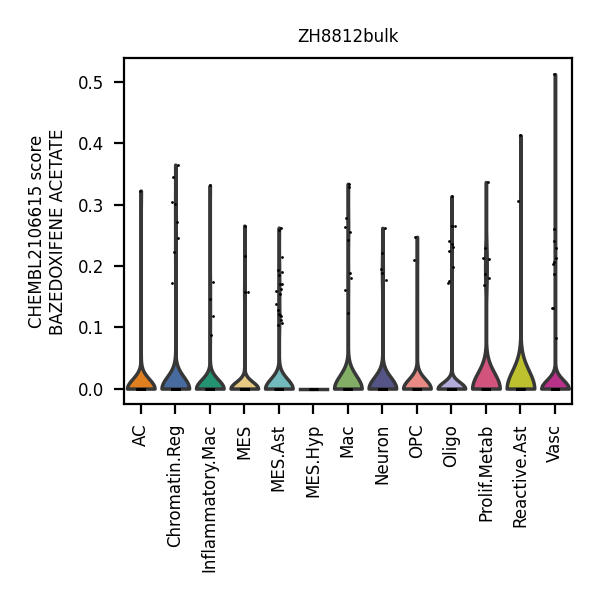 ZH8812bulk
CHEMBL2106615 score
BAZEDOXIFENE ACETATE
0.5
0.4
0.3
0.2
0.1
0.0
AC
Chromatin.Reg
Inflammatory.Mac
MES
MES.Ast
MES.Hyp
Mac
Neuron
OPC
Oligo
Prolif.Metab
Reactive.Ast
Vasc